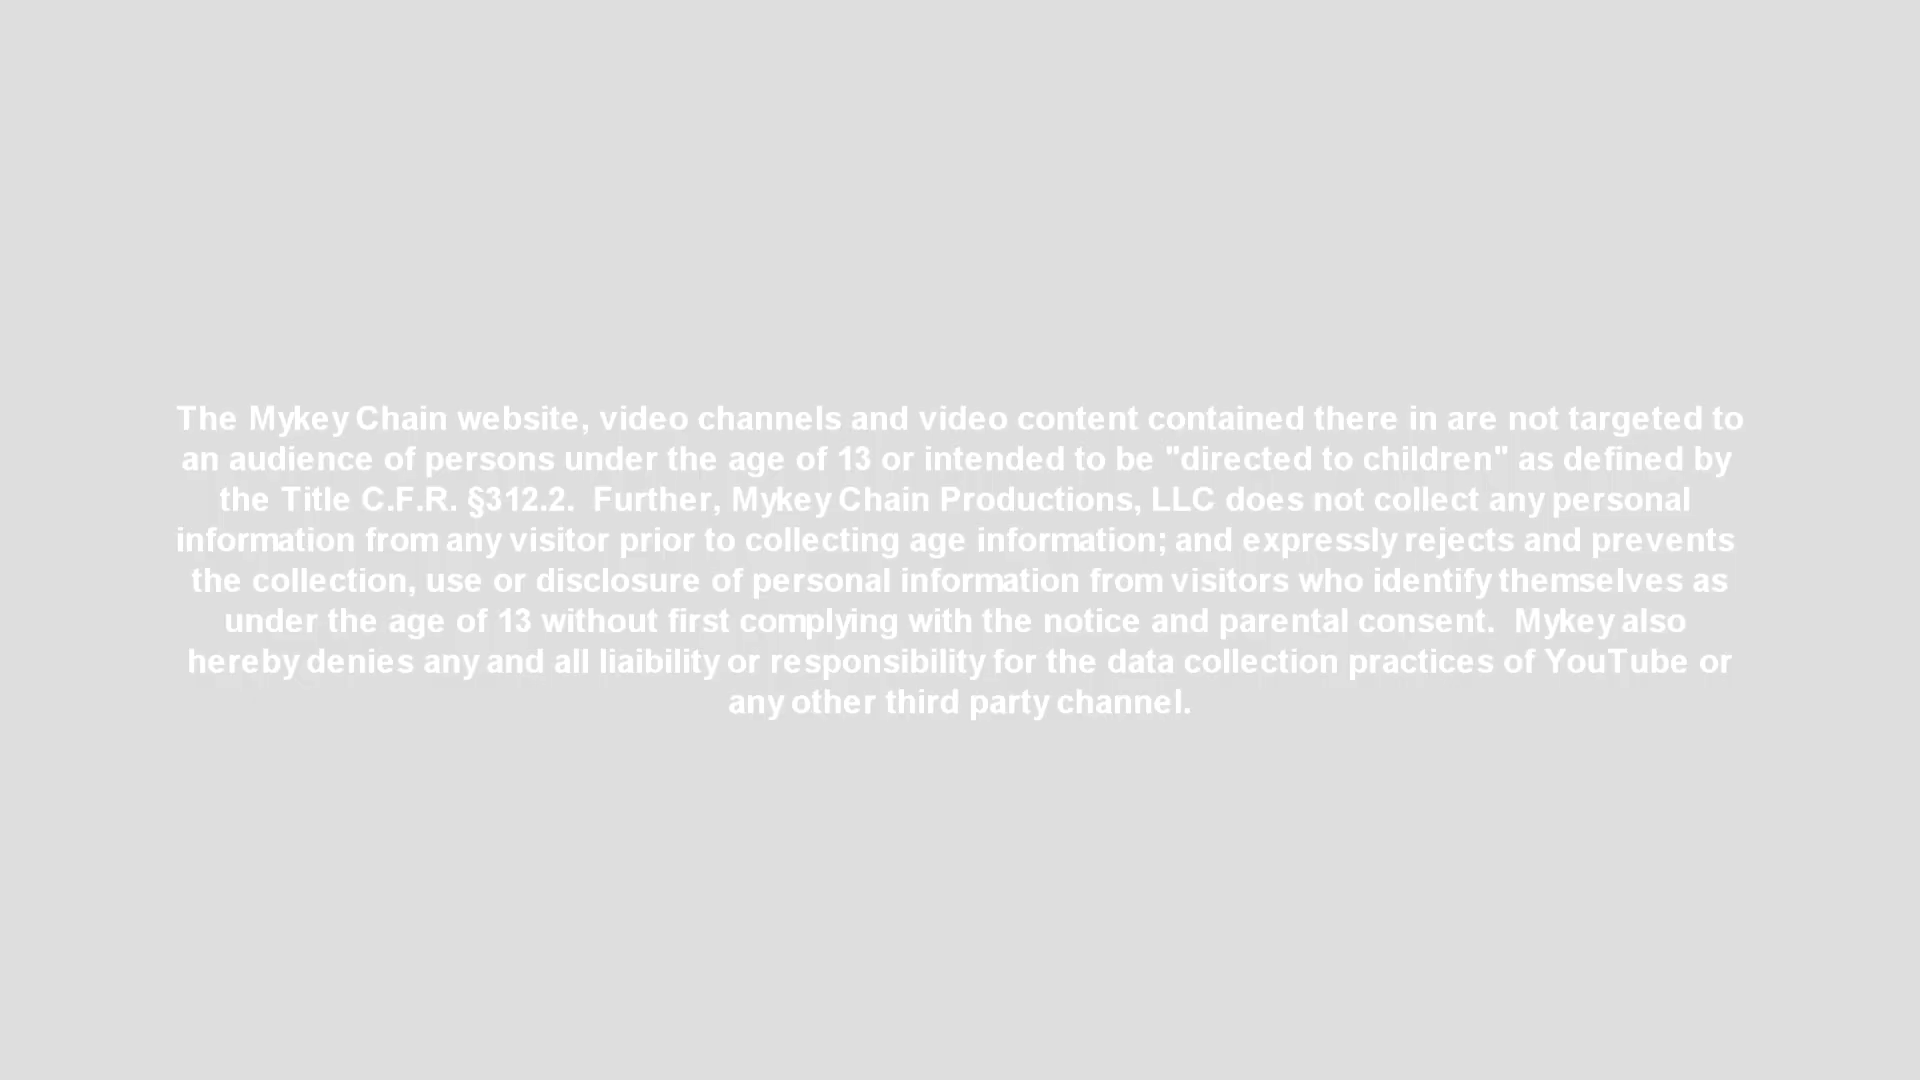 The Mykey Chain website, video channels and video content contained there in are not targeted to
an audience of persons under the age of 13 or intended to be "directed to children" as defined by
the Title C.F.R. §312.2.  Further, Mykey Chain Productions, LLC does not collect any personal
information from any visitor prior to collecting age information; and expressly rejects and prevents
the collection, use or disclosure of personal information from visitors who identify themselves as
under the age of 13 without first complying with the notice and parental consent.  Mykey also
hereby denies any and all liaibility or responsibility for the data collection practices of YouTube or
any other third party channel.